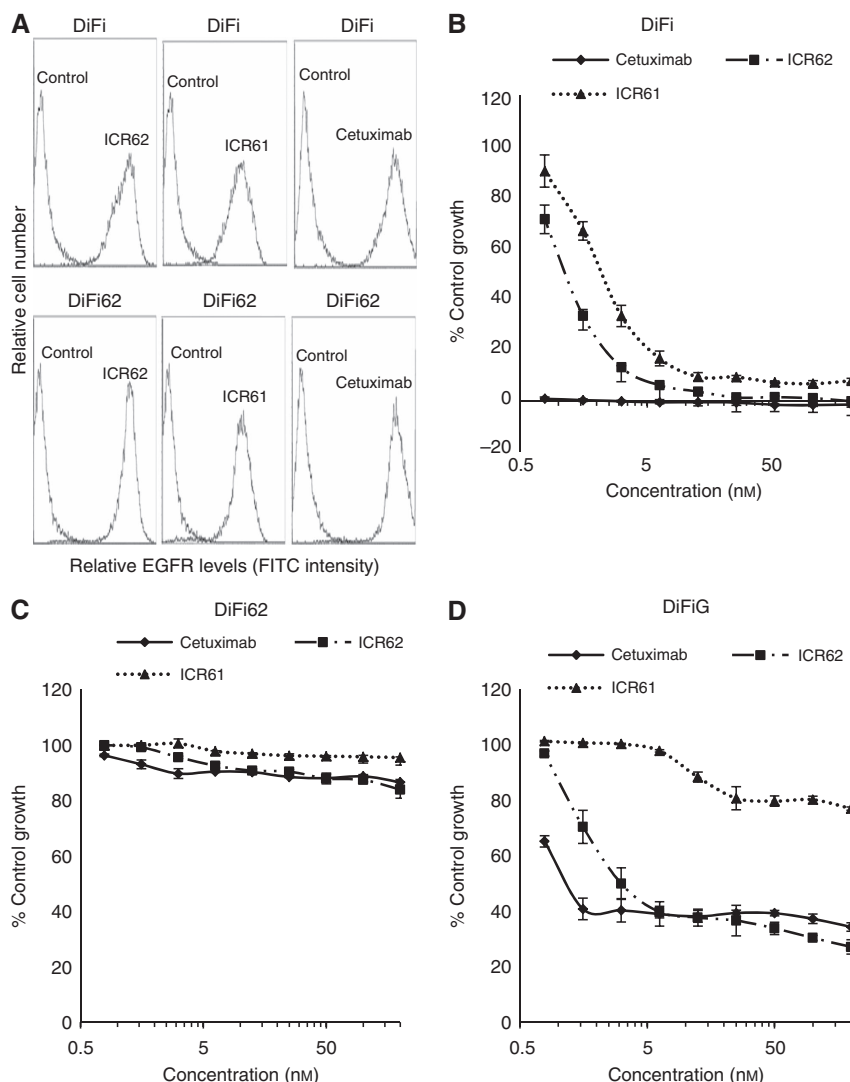 A
DiFi DiFi DiFi
Control Control Control
ICR62 ICR61 Cetuximab
DiFi62 DiFi62 DiFi62
Control Control Control
ICR62 ICR61 Cetuximab
Relative cell number
Relative EGFR levels (FITC intensity)
B
DiFi
Cetuximab ICR62
ICR61
% Control growth
120
100
80
60
40
20
0
–20
0.5 5 50
Concentration (nM)
C
DiFi62
Cetuximab ICR62
ICR61
% Control growth
120
100
80
60
40
20
0
0.5 5 50
Concentration (nM)
D
DiFiG
Cetuximab ICR62
ICR61
% Control growth
120
100
80
60
40
20
0
0.5 5 50
Concentration (nM)